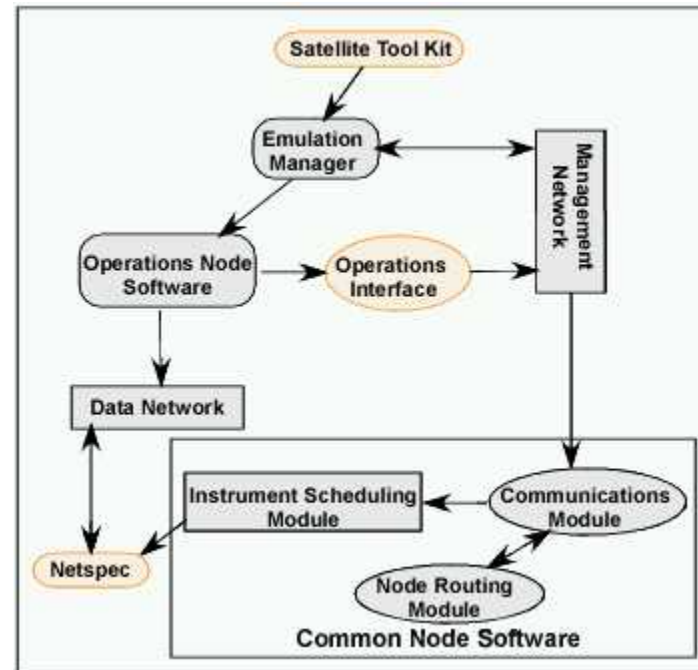 Satellite Tool Kit
Emulation
Manager
Management
Network
Operations Node
Software
Operations
Interface
Data Network
Instrument Scheduling
Module
Communications
Module
Netspec
Node Routing
Module
Common Node Software